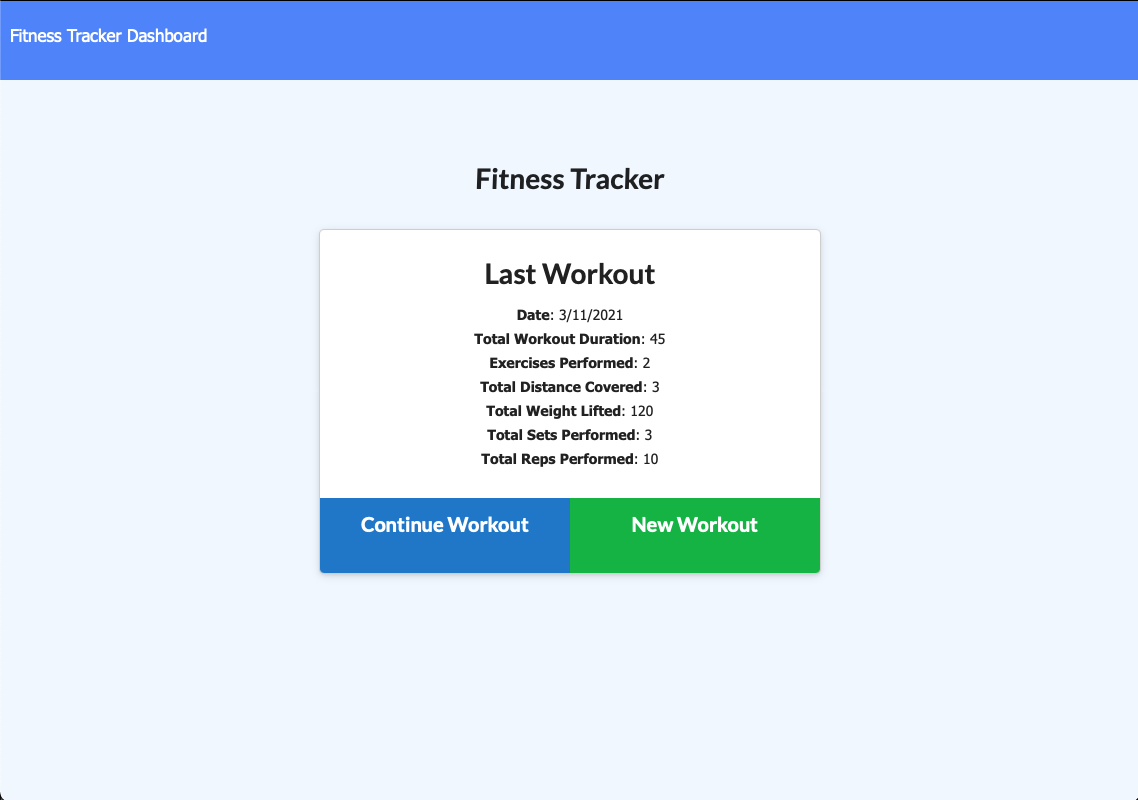 Fitness Tracker Dashboard
Fitness Tracker
Last Workout
Date: 3/11/2021
Total Workout Duration: 45
Exercises Performed: 2
Total Distance Covered: 3
Total Weight Lifted: 120
Total Sets Performed: 3
Total Reps Performed: 10
Continue Workout
New Workout